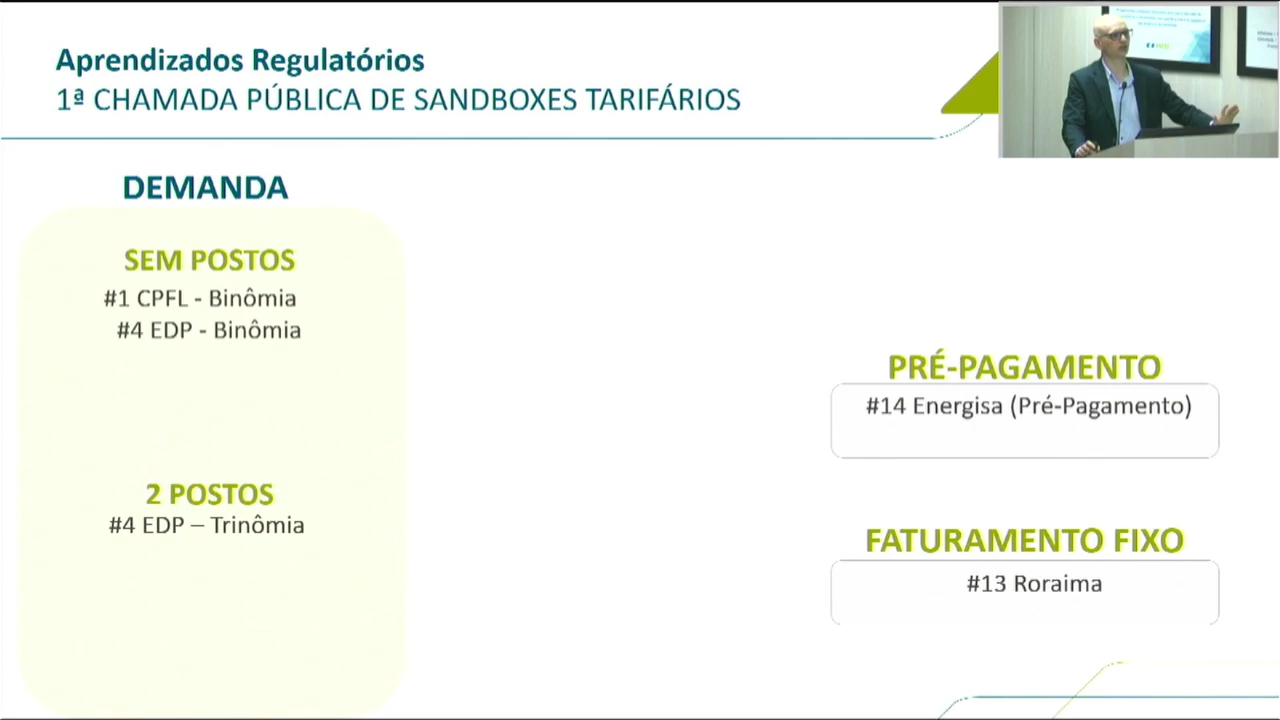 Aprendizados Regulatórios
1ª CHAMADA PÚBLICA DE SANDBOXES TARIFÁRIOS
DEMANDA
SEM POSTOS
#1 CPFL - Binômia
#4 EDP - Binômia
2 POSTOS
#4 EDP – Trinômia
PRÉ-PAGAMENTO
#14 Energisa (Pré-Pagamento)
FATURAMENTO FIXO
#13 Roraima